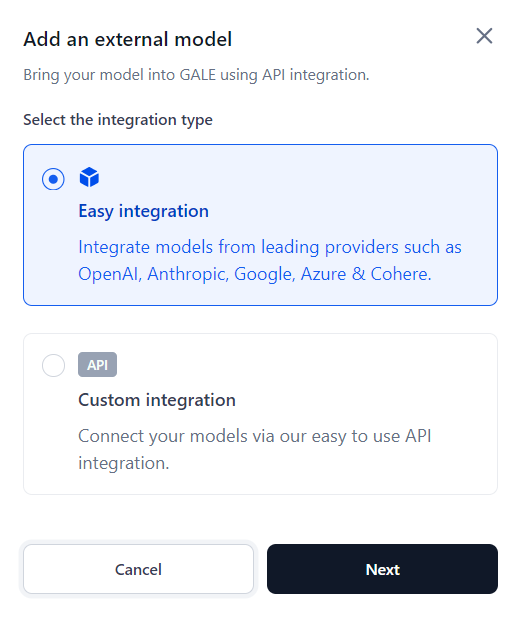 Add an external model
Bring your model into GALE using API integration.
Select the integration type
Easy integration
Integrate models from leading providers such as
OpenAI, Anthropic, Google, Azure & Cohere.
API
Custom integration
Connect your models via our easy to use API
integration.
Cancel
Next